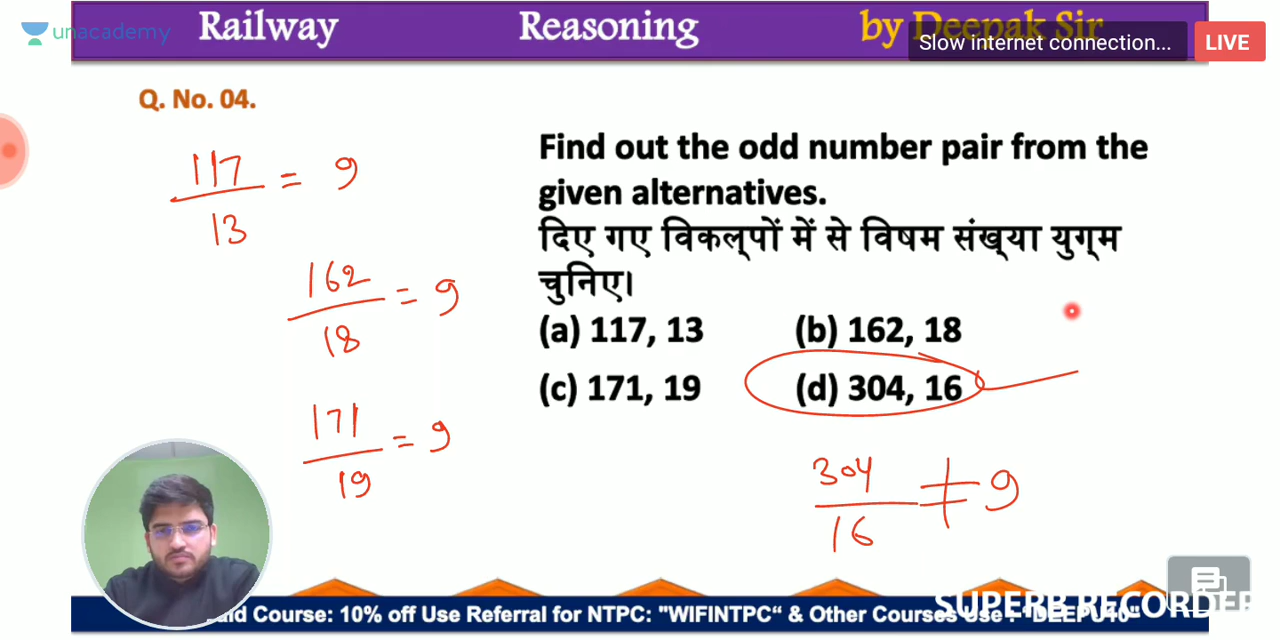 unacademy
Railway Reasoning by Deepak Sir
Slow internet connection... LIVE
Q. No. 04.
117
13
= 9
162
18
= 9
171
19
= 9
Find out the odd number pair from the
given alternatives.
दिए गए विकल्पों में से विषम संख्या युग्म
चुनिए।
(a) 117, 13 (b) 162, 18
(c) 171, 19 (d) 304, 16
304
16
≠ 9
Course: 10% off Use Referral for NTPC: "WIFINTPC“ & Other Courses Use : "DEEPU10"
SUPERB RECORDER